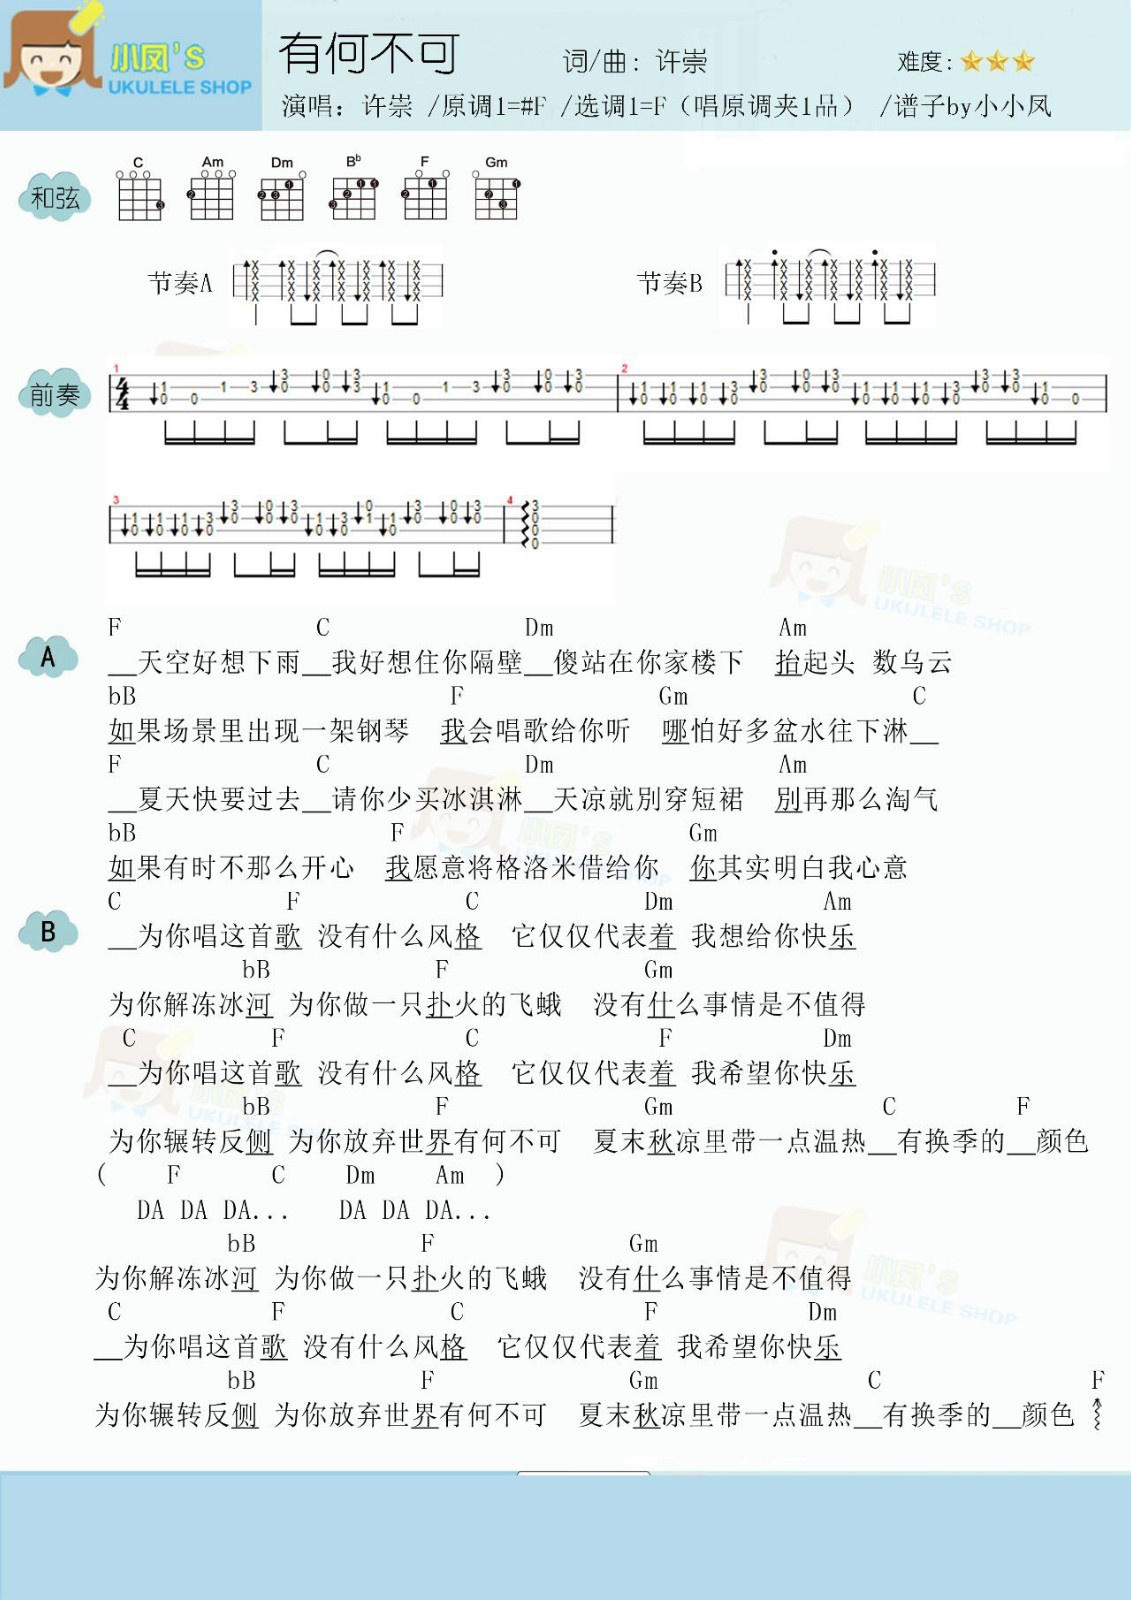 小凤's
UKULELE SHOP
有何不可 词/曲：许崇 难度：
演唱：许崇 /原调1=#F /选调1=F（唱原调夹1品） /谱子by小小凤
和弦 C Am Dm Bb F Gm
节奏A 节奏B
前奏
1 2
4/4
3 4
F C Dm Am
A __天空好想下雨__我好想住你隔壁__傻站在你家楼下 抬起头 数乌云
bB F Gm C
如果场景里出现一架钢琴 我会唱歌给你听 哪怕好多盆水往下淋__
F C Dm Am
__夏天快要过去__请你少买冰淇淋__天凉就别穿短裙 别再那么淘气
bB F Gm
如果有时不那么开心 我愿意将格洛米借给你 你其实明白我心意
C F C Dm Am
B __为你唱这首歌 没有什么风格 它仅仅代表着 我想给你快乐
bB F Gm
为你解冻冰河 为你做一只扑火的飞蛾 没有什么事情是不值得
C F C F Dm
__为你唱这首歌 没有什么风格 它仅仅代表着 我希望你快乐
bB F Gm C F
为你辗转反侧 为你放弃世界有何不可 夏末秋凉里带一点温热__有换季的__颜色
( F C Dm Am )
DA DA DA... DA DA DA...
bB F Gm
为你解冻冰河 为你做一只扑火的飞蛾 没有什么事情是不值得
C F C F Dm
__为你唱这首歌 没有什么风格 它仅仅代表着 我希望你快乐
bB F Gm C F
为你辗转反侧 为你放弃世界有何不可 夏末秋凉里带一点温热__有换季的__颜色